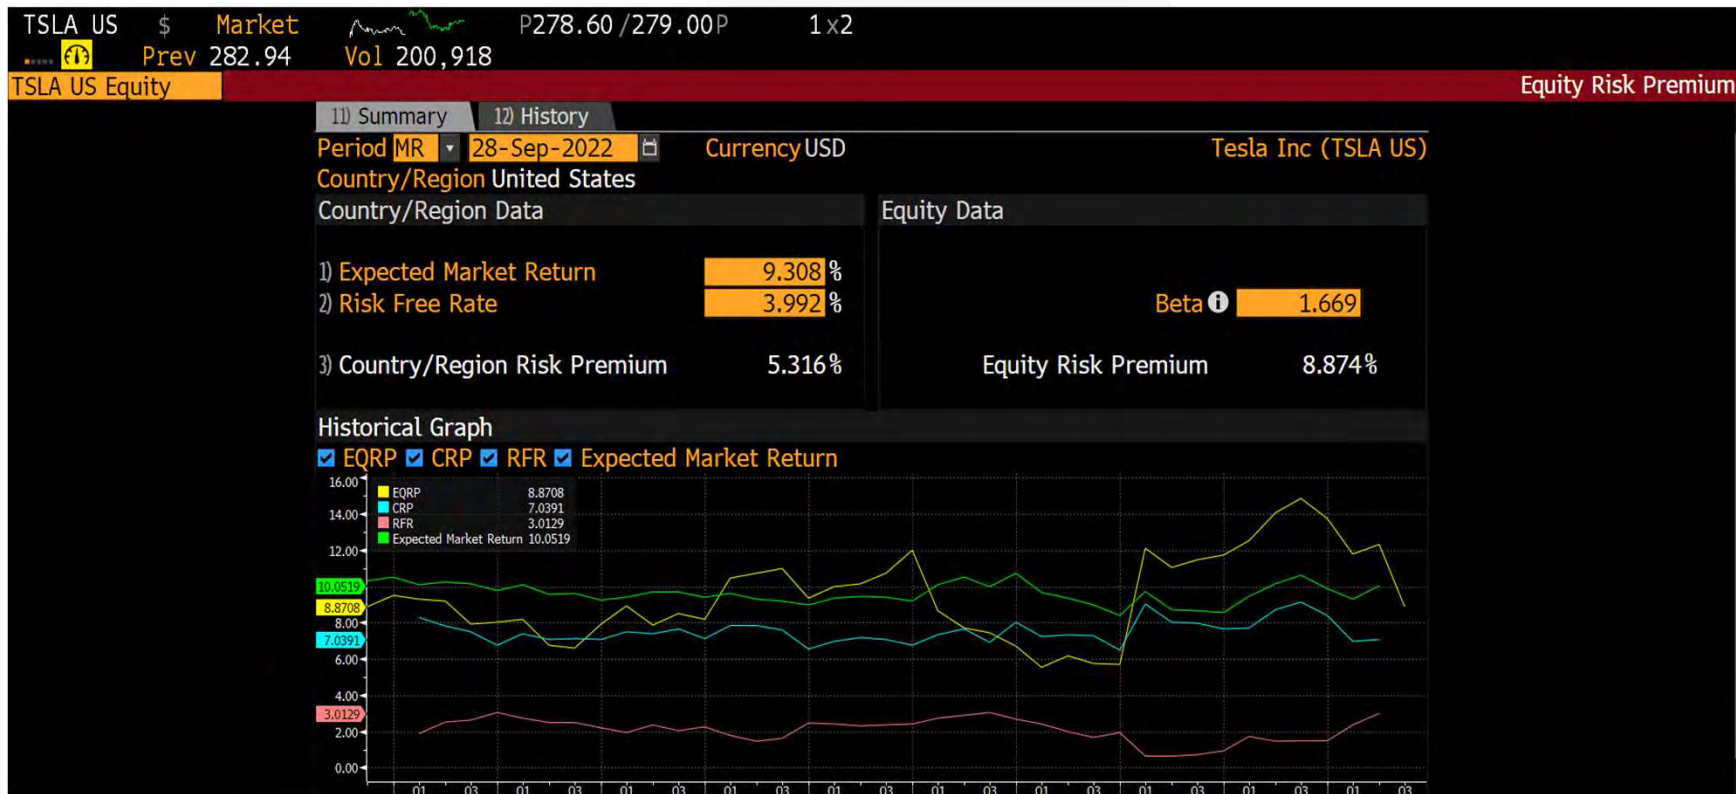 TSLA US $ Market P278.60/279.00P 1x2
Prev 282.94 Vol 200,918
TSLA US Equity Equity Risk Premium
11) Summary 12) History
Period MR 28-Sep-2022 Currency USD Tesla Inc (TSLA US)
Country/Region United States
Country/Region Data Equity Data
1) Expected Market Return 9.308 %
2) Risk Free Rate 3.992 % Beta 1.669
3) Country/Region Risk Premium 5.316% Equity Risk Premium 8.874%
Historical Graph
EQRP CRP RFR Expected Market Return
16.00
EQRP 8.8708
CRP 7.0391
14.00
RFR 3.0129
Expected Market Return 10.0519
12.00
10.0519
8.8708
8.00
7.0391
6.00
4.00
3.0129
2.00
0.00
01 03 01 03 01 03 01 03 01 03 01 03 01 03 01 03 01 03 01 03